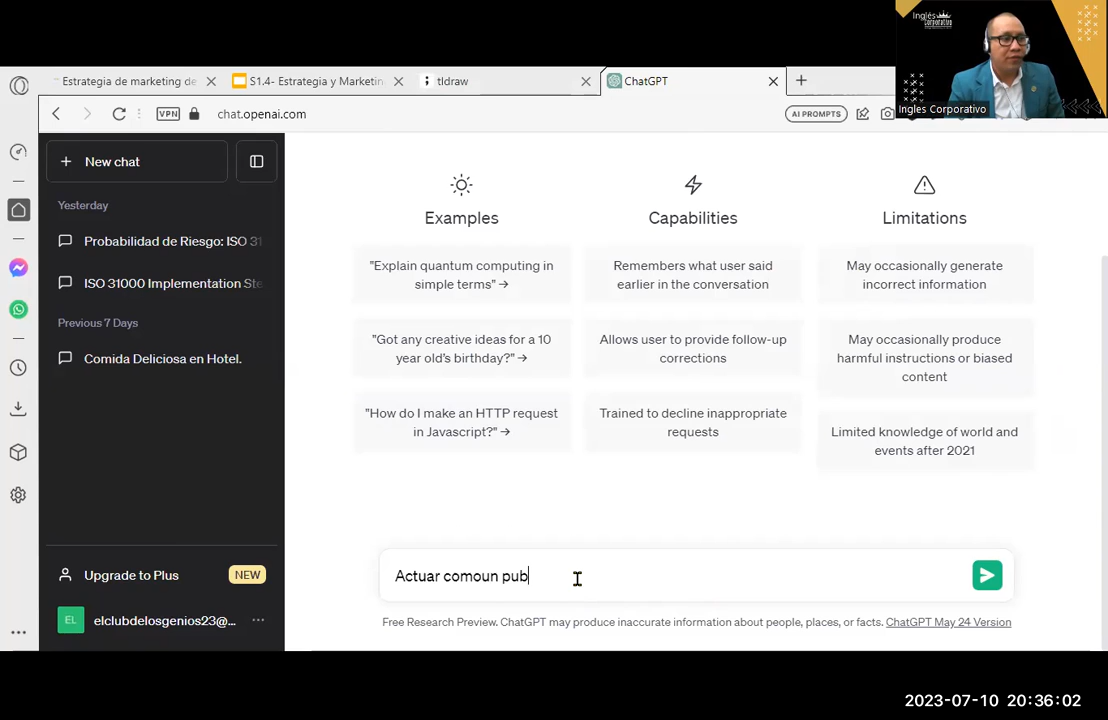 Inglés
Corporativo
Ingles Corporativo
Estrategia de marketing de
S1.4- Estrategia y Marketin
tldraw
ChatGPT
VPN
chat.openai.com
AI PROMPTS
New chat
Yesterday
Probabilidad de Riesgo: ISO 31
ISO 31000 Implementation Ste
Previous 7 Days
Comida Deliciosa en Hotel.
Upgrade to Plus
NEW
EL
elclubdelosgenios23@...
Examples
"Explain quantum computing in
simple terms" →
"Got any creative ideas for a 10
year old's birthday?" →
"How do I make an HTTP request
in Javascript?" →
Capabilities
Remembers what user said
earlier in the conversation
Allows user to provide follow-up
corrections
Trained to decline inappropriate
requests
Limitations
May occasionally generate
incorrect information
May occasionally produce
harmful instructions or biased
content
Limited knowledge of world and
events after 2021
Actuar comoun pub
Free Research Preview. ChatGPT may produce inaccurate information about people, places, or facts. ChatGPT May 24 Version
2023-07-10 20:36:02